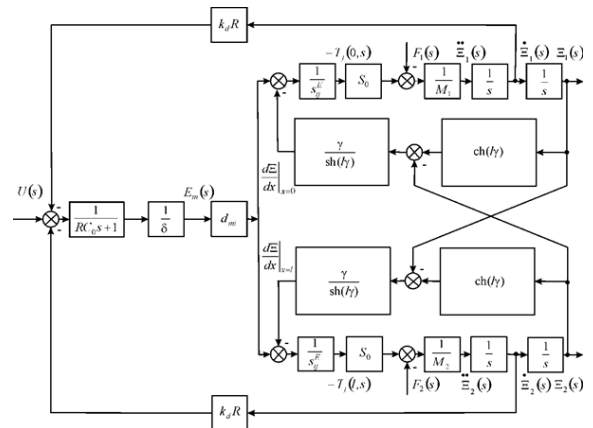 k_d R
−T_j(0,s)
F_1(s)
Ξ̈_1(s)
Ξ̇_1(s)
Ξ_1(s)
1/s_ij^E
S_0
1/M_1
1/s
1/s
γ/sh(lγ)
ch(lγ)
dΞ/dx|_{x=0}
U(s)
E_m(s)
1/(RC_0 s+1)
1/δ
d_m
dΞ/dx|_{x=l}
γ/sh(lγ)
ch(lγ)
1/s_ij^E
S_0
1/M_2
1/s
1/s
−T_j(l,s)
F_2(s)
Ξ̈_2(s)
Ξ̇_2(s)
Ξ_2(s)
k_d R